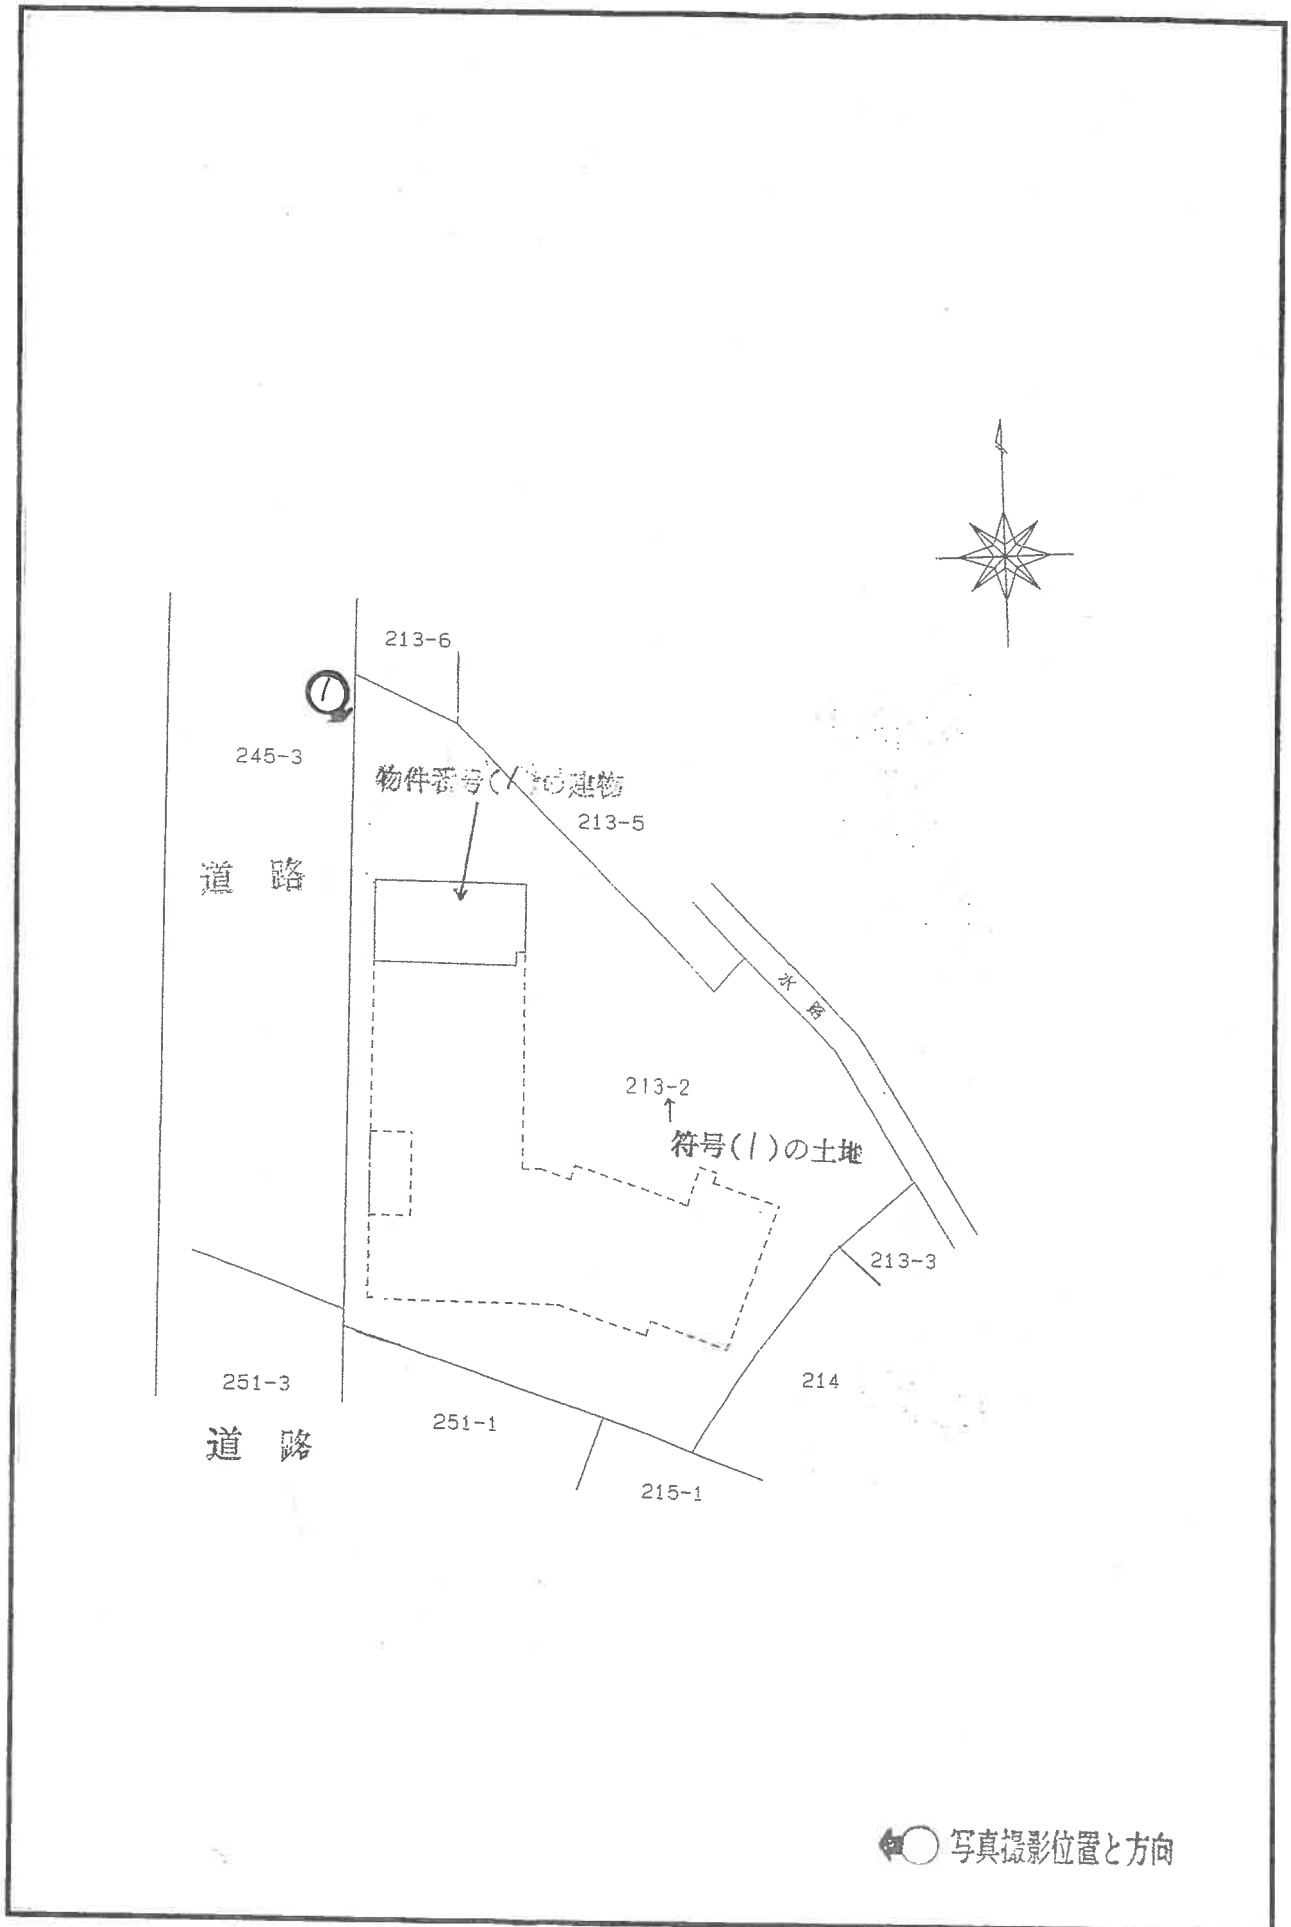 213-6
1
245-3
物件番号(1)の建物
213-5
道 路
水 路
213-2
符号(1)の土地
213-3
251-3
214
251-1
道 路
215-1
写真撮影位置と方向